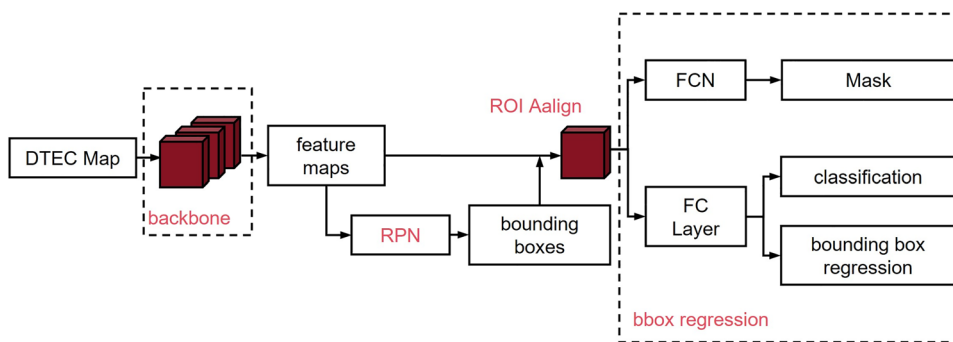 DTEC Map
backbone
feature
maps
RPN
bounding
boxes
ROI Aalign
FCN
Mask
FC
Layer
classification
bounding box
regression
bbox regression